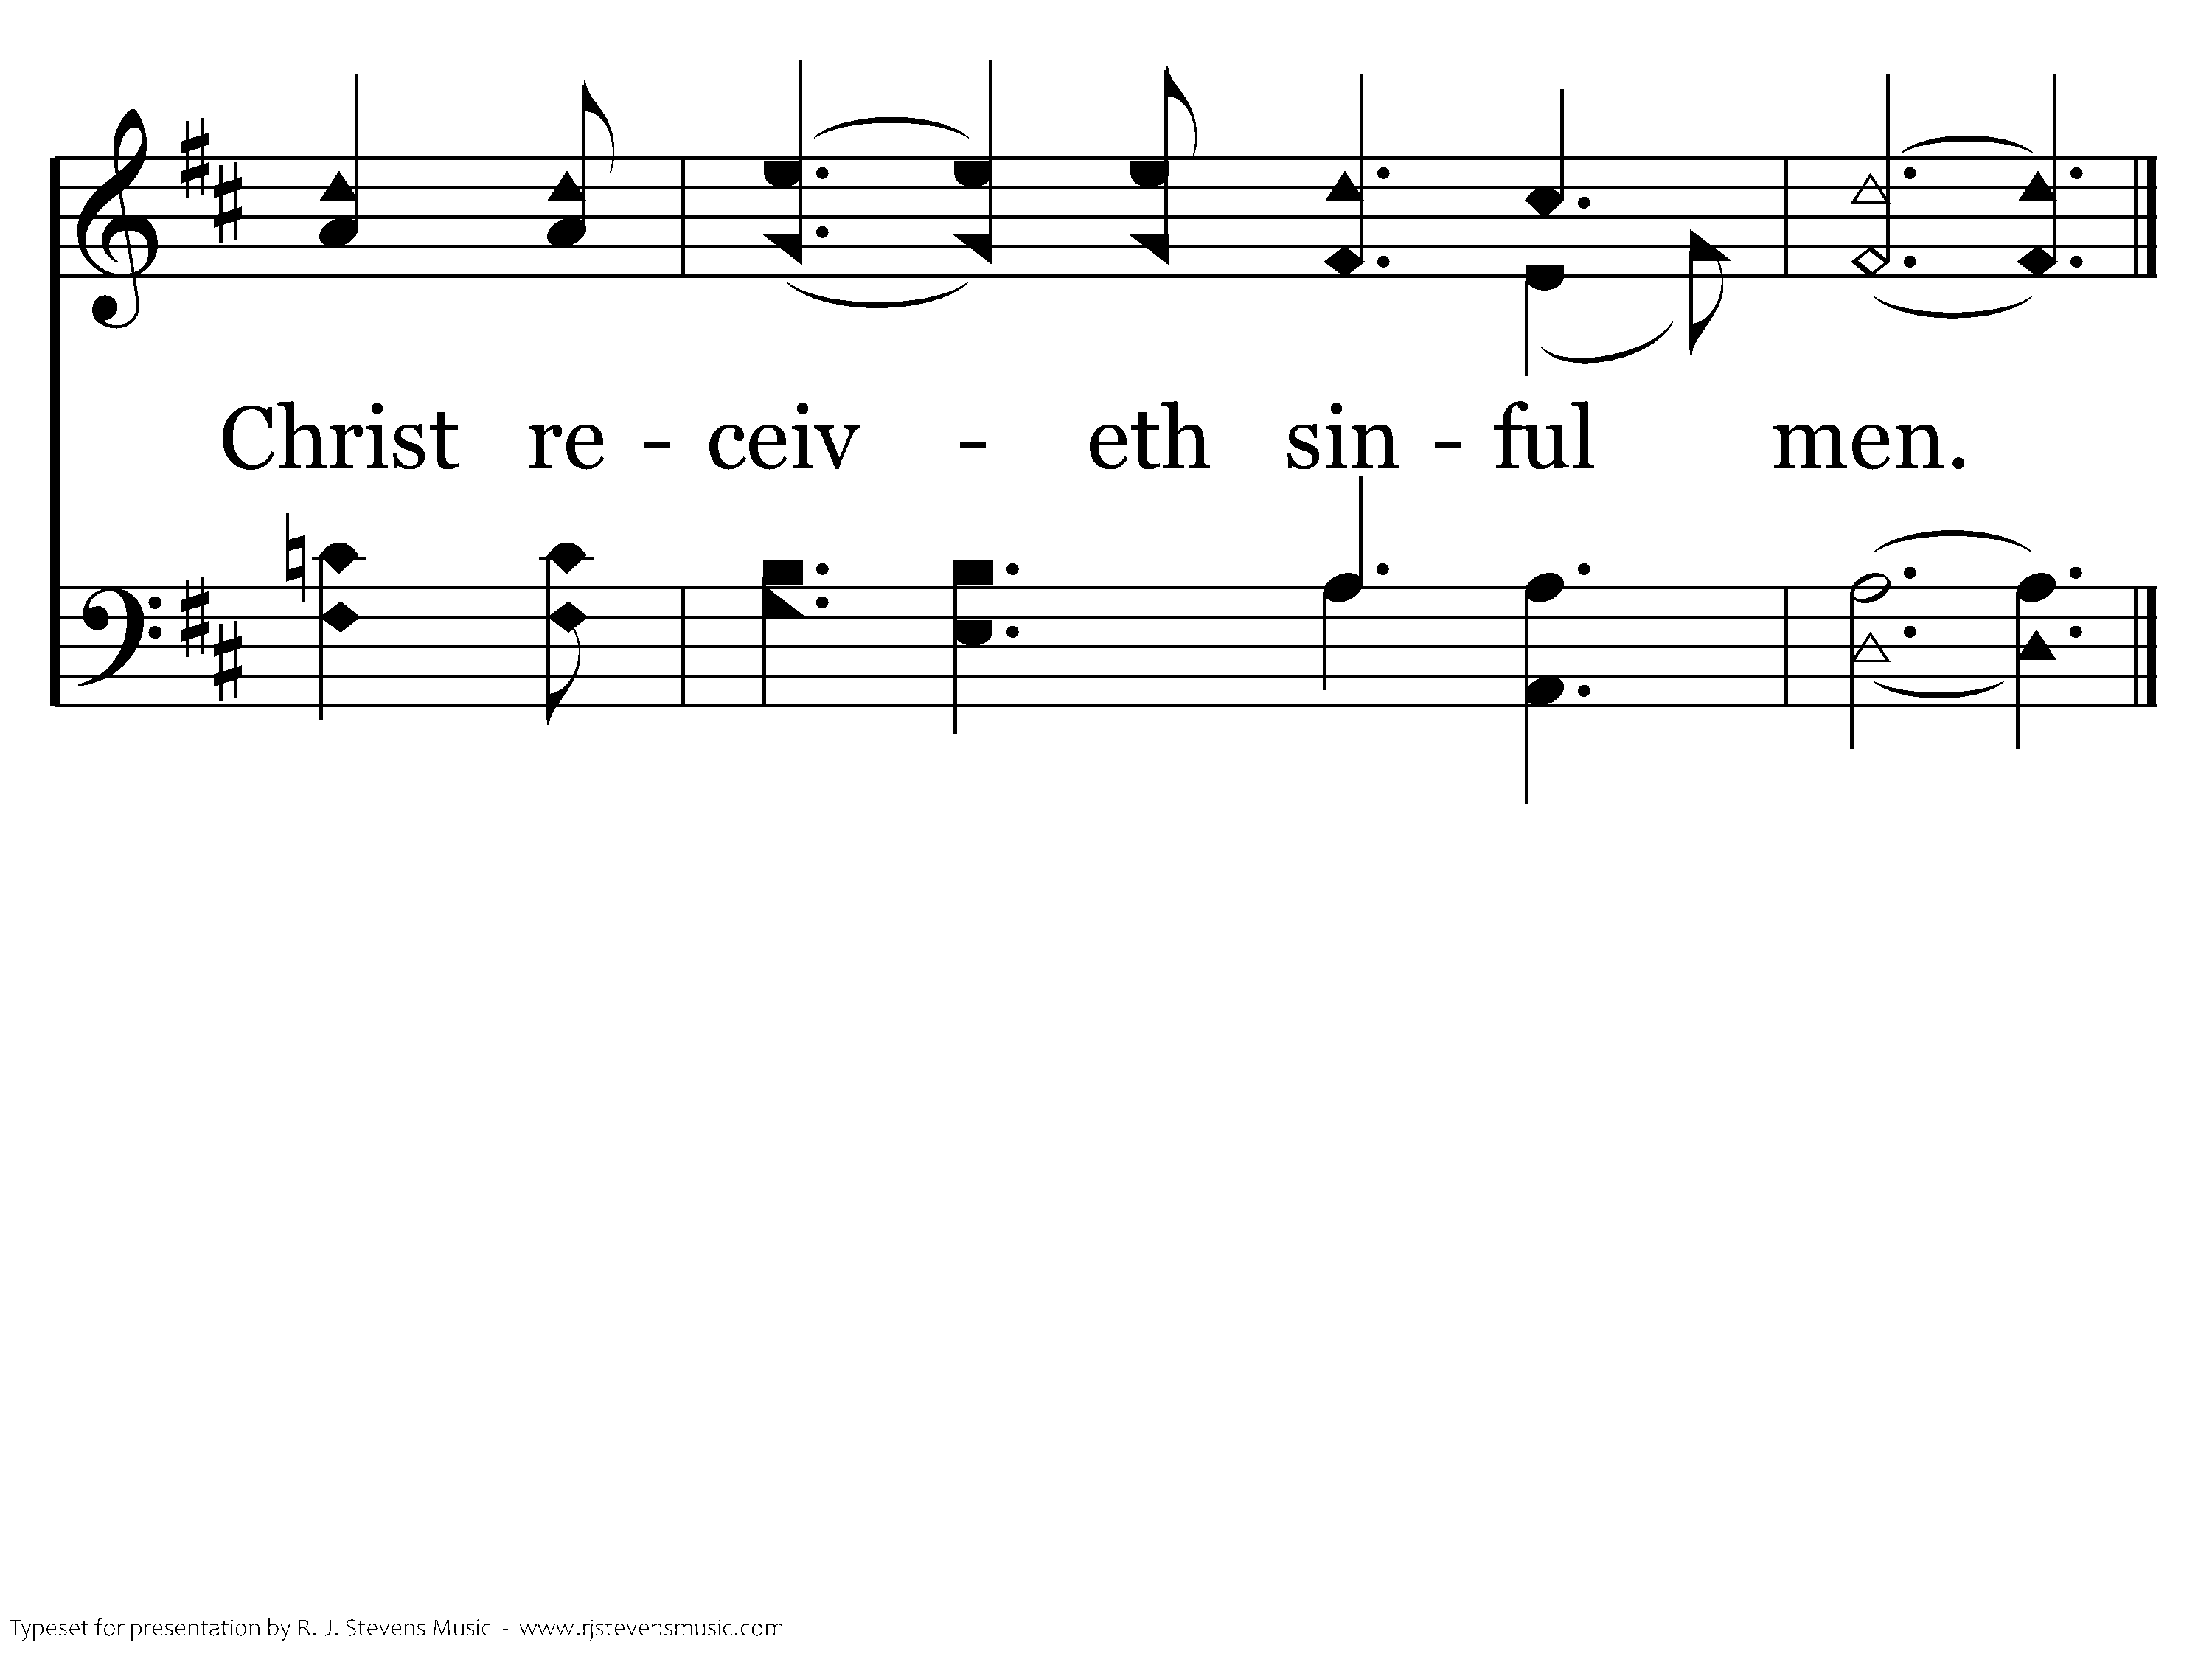 Christ re - ceiv - eth sin - ful men.
Typeset for presentation by R. J. Stevens Music - www.rjstevensmusic.com